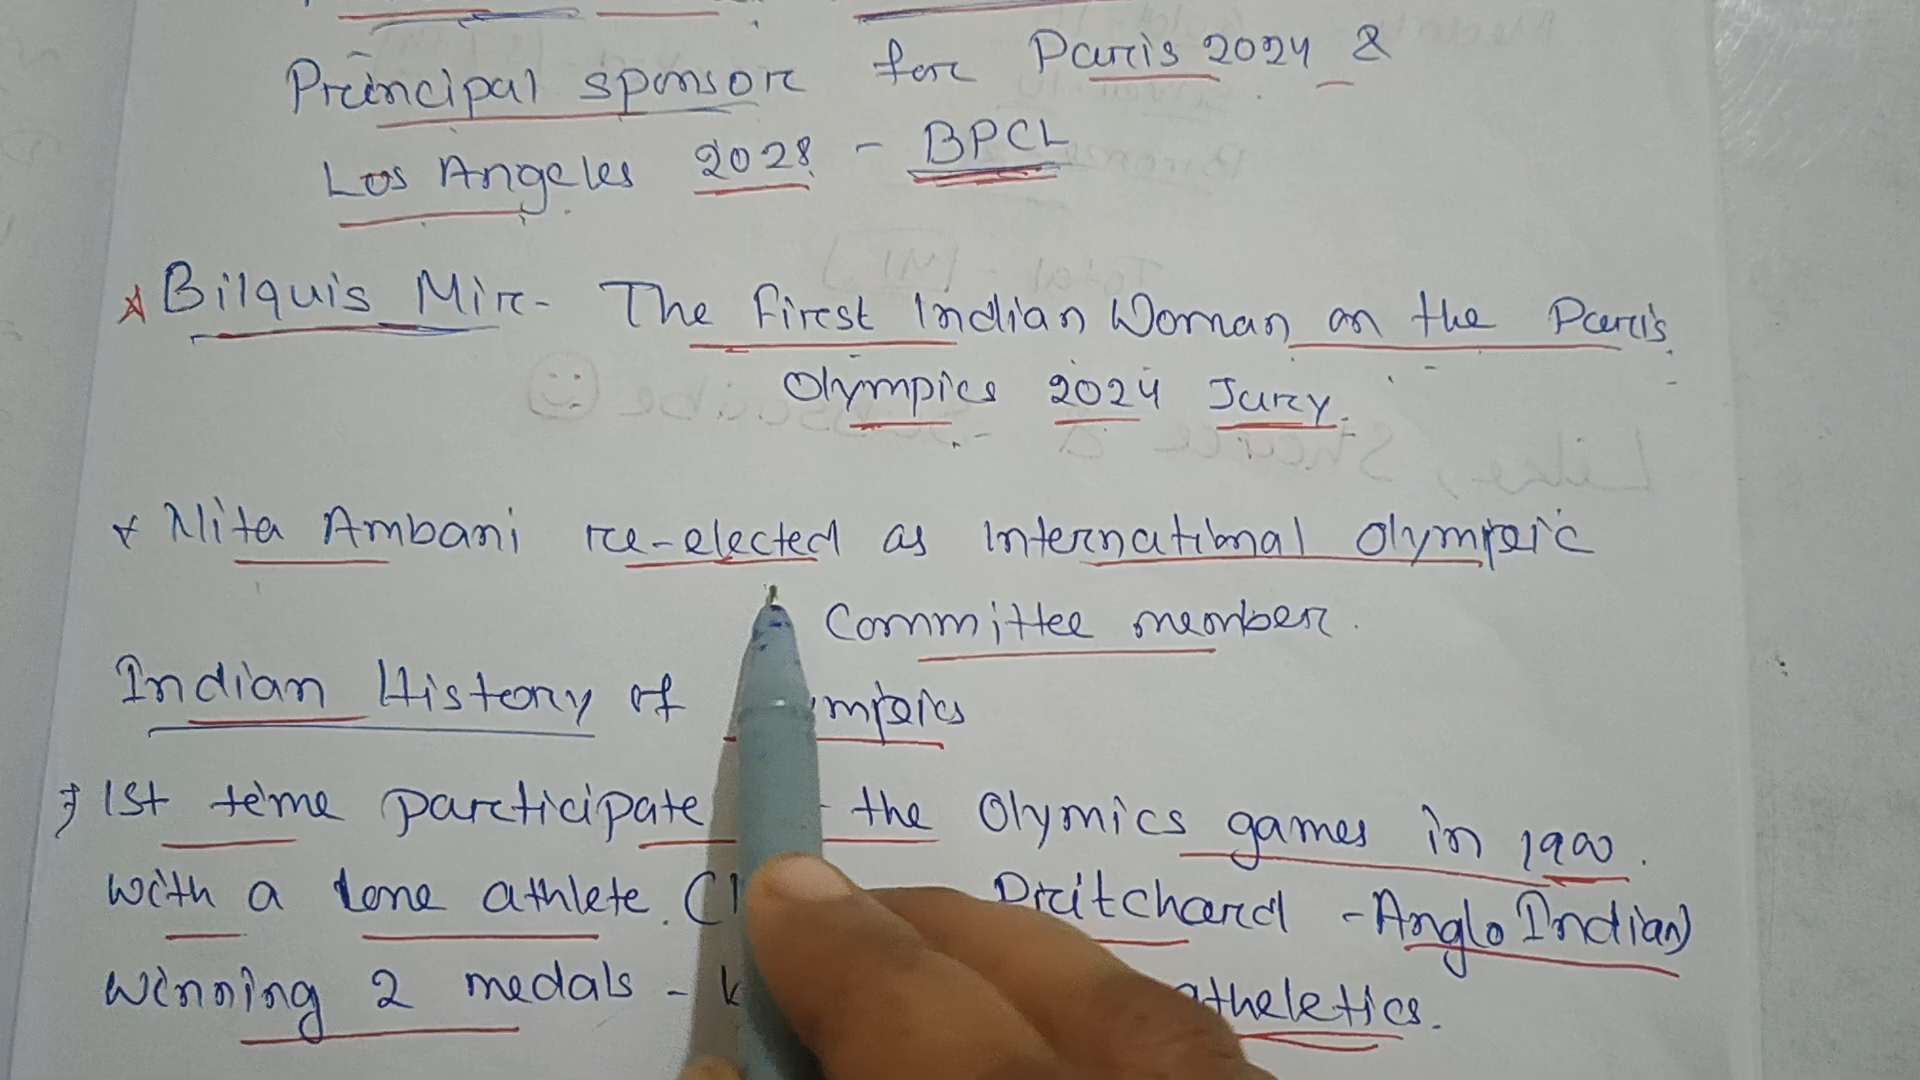 Principal sponsor for Paris 2024 &
Los Angeles 2028 - BPCL
Bilquis Mir - The First Indian Woman on the Paris
Olympics 2024 Jury.
Nita Ambani re-elected as International Olympic
Committee member.
Indian History of
1st time participate the Olymics games in 1900.
with a lone athlete. Pritchard - Anglo Indian)
winning 2 medals - atheletics.